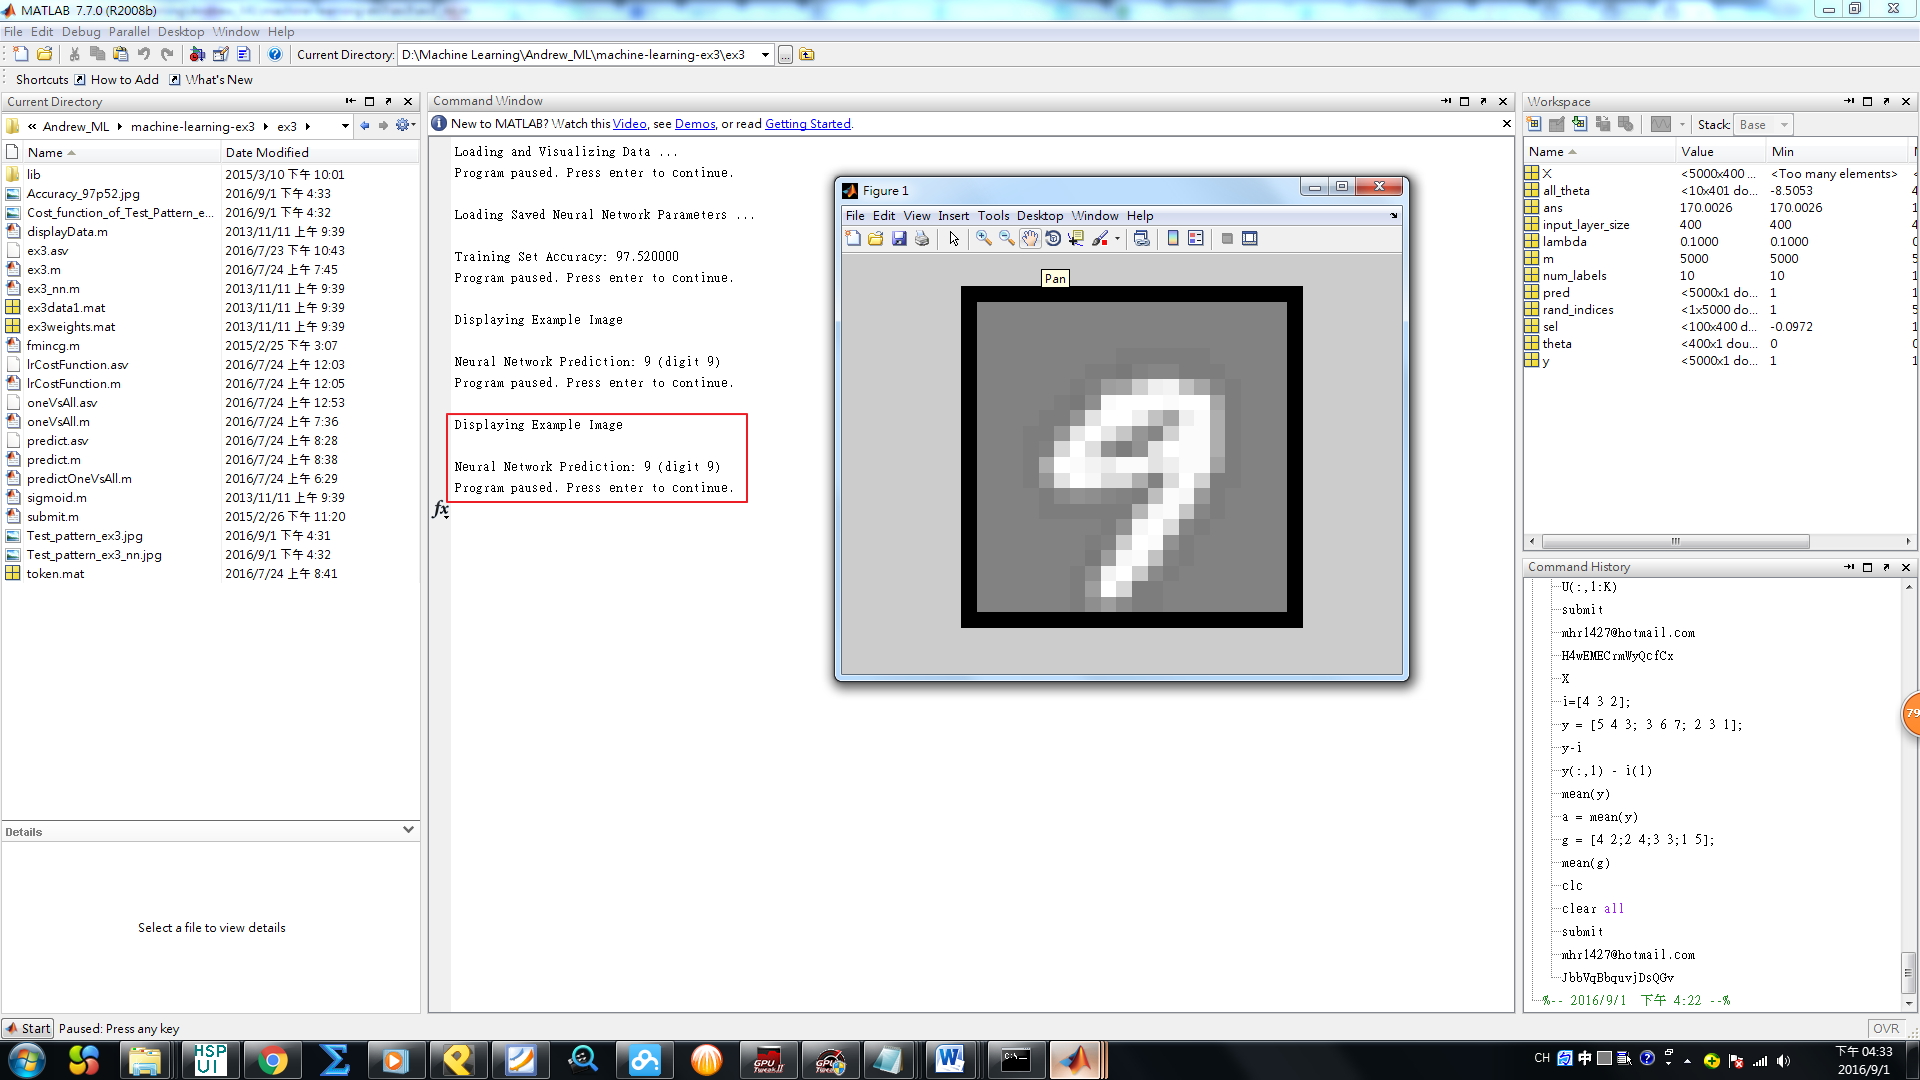 MATLAB 7.7.0 (R2008b)
File Edit Debug Parallel Desktop Window Help
Current Directory: D:\Machine Learning\Andrew_ML\machine-learning-ex3\ex3
Shortcuts How to Add What's New
Current Directory
« Andrew_ML machine-learning-ex3 ex3
Name Date Modified
lib 2015/3/10 下午 10:01
Accuracy_97p52.jpg 2016/9/1 下午 4:33
Cost_function_of_Test_Pattern_e... 2016/9/1 下午 4:32
displayData.m 2013/11/11 上午 9:39
ex3.asv 2016/7/23 下午 10:43
ex3.m 2016/7/24 上午 7:45
ex3_nn.m 2013/11/11 上午 9:39
ex3data1.mat 2013/11/11 上午 9:39
ex3weights.mat 2013/11/11 上午 9:39
fmincg.m 2015/2/25 下午 3:07
lrCostFunction.asv 2016/7/24 上午 12:03
lrCostFunction.m 2016/7/24 上午 12:05
oneVsAll.asv 2016/7/24 上午 12:53
oneVsAll.m 2016/7/24 上午 7:36
predict.asv 2016/7/24 上午 8:28
predict.m 2016/7/24 上午 8:38
predictOneVsAll.m 2016/7/24 上午 6:29
sigmoid.m 2013/11/11 上午 9:39
submit.m 2015/2/26 下午 11:20
Test_pattern_ex3.jpg 2016/9/1 下午 4:31
Test_pattern_ex3_nn.jpg 2016/9/1 下午 4:32
token.mat 2016/7/24 上午 8:41
Details
Select a file to view details
Command Window
New to MATLAB? Watch this Video, see Demos, or read Getting Started.
Loading and Visualizing Data ...
Program paused. Press enter to continue.
Loading Saved Neural Network Parameters ...
Training Set Accuracy: 97.520000
Program paused. Press enter to continue.
Displaying Example Image
Neural Network Prediction: 9 (digit 9)
Program paused. Press enter to continue.
Displaying Example Image
Neural Network Prediction: 9 (digit 9)
Program paused. Press enter to continue.
fx
Figure 1
File Edit View Insert Tools Desktop Window Help
Pan
Workspace
Stack: Base
Name Value Min
X <5000x400 ... <Too many elements>
all_theta <10x401 do... -8.5053
ans 170.0026 170.0026
input_layer_size 400 400
lambda 0.1000 0.1000
m 5000 5000
num_labels 10 10
pred <5000x1 do... 1
rand_indices <1x5000 do... 1
sel <100x400 d... -0.0972
theta <400x1 dou... 0
y <5000x1 do... 1
Command History
U(:,1:K)
submit
mhr1427@hotmail.com
H4wEMECrmWyQcfCx
X
i=[4 3 2];
y = [5 4 3; 3 6 7; 2 3 1];
y-i
y(:,1) - i(1)
mean(y)
a = mean(y)
g = [4 2;2 4;3 3;1 5];
mean(g)
clc
clear all
submit
mhr1427@hotmail.com
JbbVqBbquvjDsQGv
%-- 2016/9/1 下午 4:22 --%
79
Start Paused: Press any key
OVR
HSP UI
GPU Tweak II
GPU
C:\_
CH 中
下午 04:33
2016/9/1